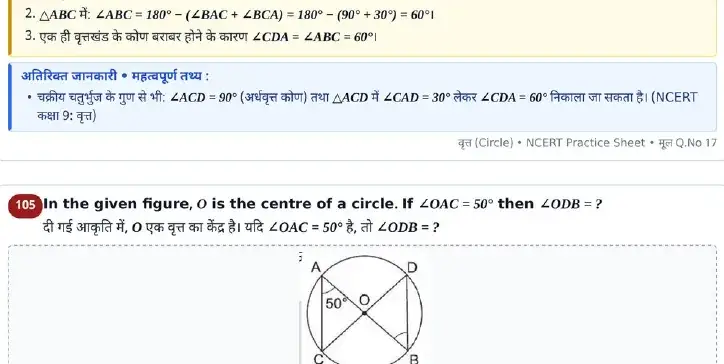 2. △ABC में: ∠ABC = 180° − (∠BAC + ∠BCA) = 180° − (90° + 30°) = 60°।
3. एक ही वृत्तखंड के कोण बराबर होने के कारण ∠CDA = ∠ABC = 60°।
अतिरिक्त जानकारी • महत्वपूर्ण तथ्य :
• चक्रीय चतुर्भुज के गुण से भी: ∠ACD = 90° (अर्धवृत्त कोण) तथा △ACD में ∠CAD = 30° लेकर ∠CDA = 60° निकाला जा सकता है। (NCERT
कक्षा 9: वृत्त)
वृत्त (Circle) • NCERT Practice Sheet • मूल Q.No 17
105 In the given figure, O is the centre of a circle. If ∠OAC = 50° then ∠ODB = ?
दी गई आकृति में, O एक वृत्त का केंद्र है। यदि ∠OAC = 50° है, तो ∠ODB = ?
A D
50° O
C B